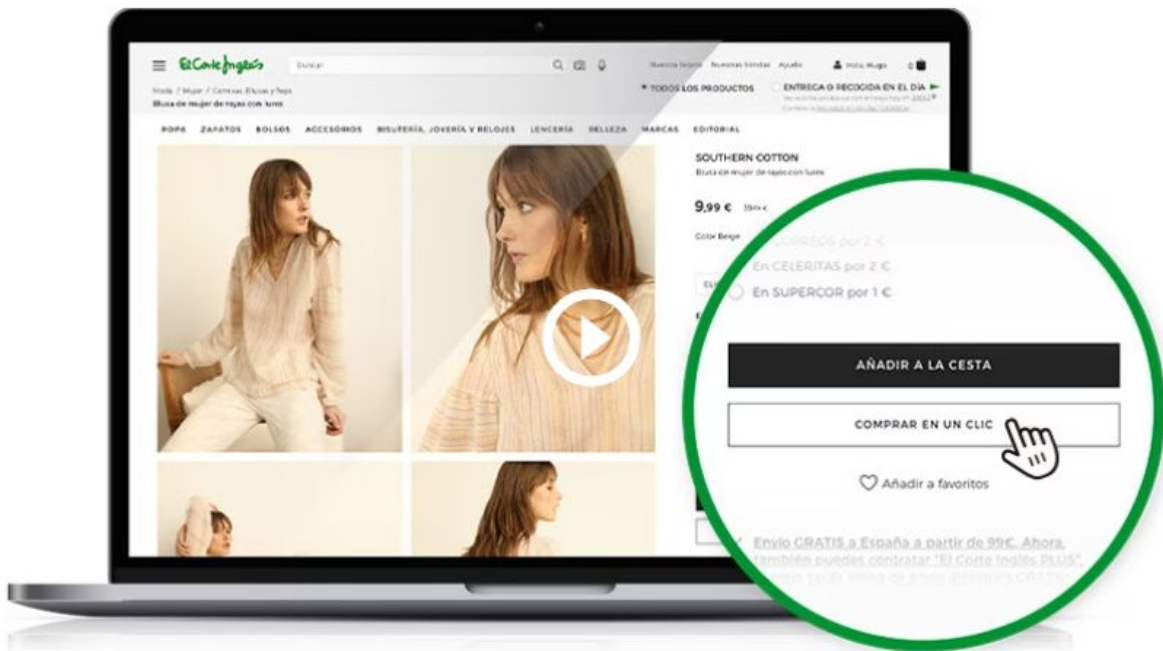 El Corte Inglés
Buscar
Nuestra tarjeta Nuestras tiendas Ayuda Hola, Hugo 0
Moda / Mujer / Camisas, Blusas y Tops
Blusa de mujer de rayas con lurex
TODOS LOS PRODUCTOS
ENTREGA O RECOGIDA EN EL DÍA
ROPA ZAPATOS BOLSOS ACCESORIOS BISUTERÍA, JOYERÍA Y RELOJES LENCERÍA BELLEZA MARCAS EDITORIAL
SOUTHERN COTTON
Blusa de mujer de rayas con lurex
9,99 €
Color Beige
CORREOS por 2 €
En CELERITAS por 2 €
En SUPERCOR por 1 €
AÑADIR A LA CESTA
COMPRAR EN UN CLIC
Añadir a favoritos
Envío GRATIS a España a partir de 99€. Ahora,
también puedes contratar "El Corte Inglés PLUS",